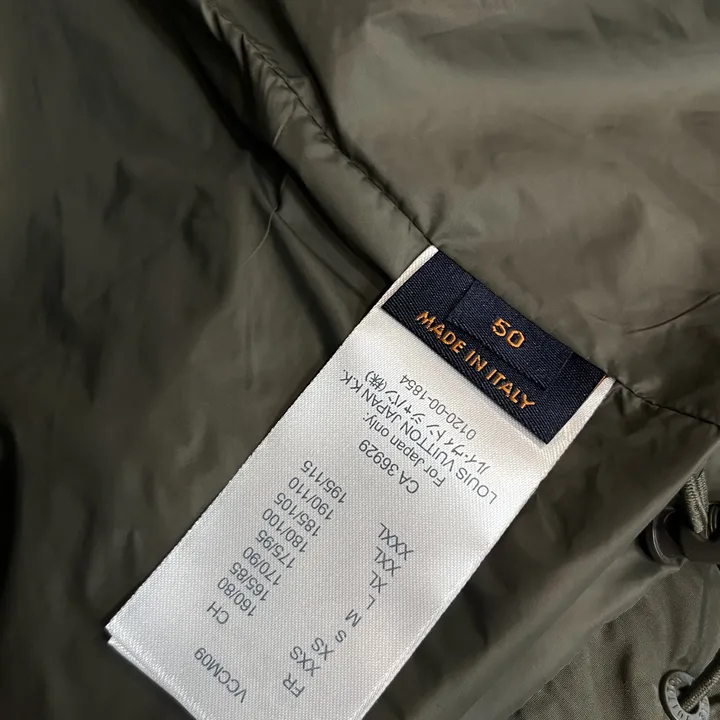 50
MADE IN ITALY
VCCM09
FR CH
XXS 160/80
XS 165/85
S 170/90
M 175/95
L 180/100
XL 185/105
XXL 190/110
XXXL 195/115
CA 36929
For Japan only.
LOUIS VUITTON JAPAN K.K.
ルイ・ヴィトン ジャパン(株)
0120-00-1854